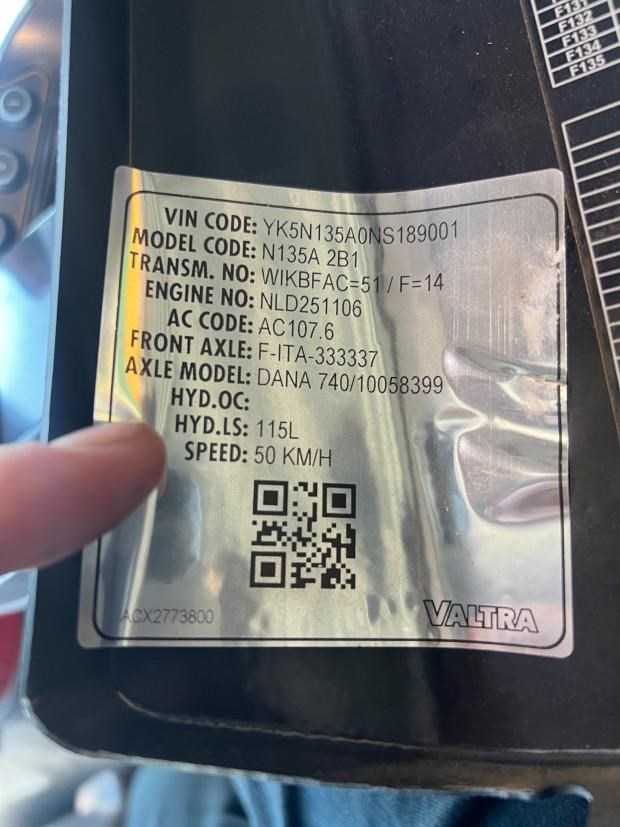 F131
F132
F133
F134
F135
VIN CODE: YK5N135A0NS189001
MODEL CODE: N135A 2B1
TRANSM. NO: WIKBFAC=51 / F=14
ENGINE NO: NLD251106
AC CODE: AC107.6
FRONT AXLE: F-ITA-333337
AXLE MODEL: DANA 740/10058399
HYD.OC:
HYD.LS: 115L
SPEED: 50 KM/H
ACX2773800
VALTRA